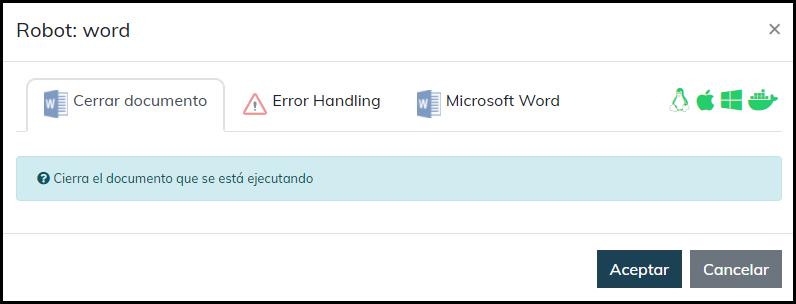 Robot: word
×
Cerrar documento
Error Handling
Microsoft Word
Cierra el documento que se está ejecutando
Aceptar
Cancelar